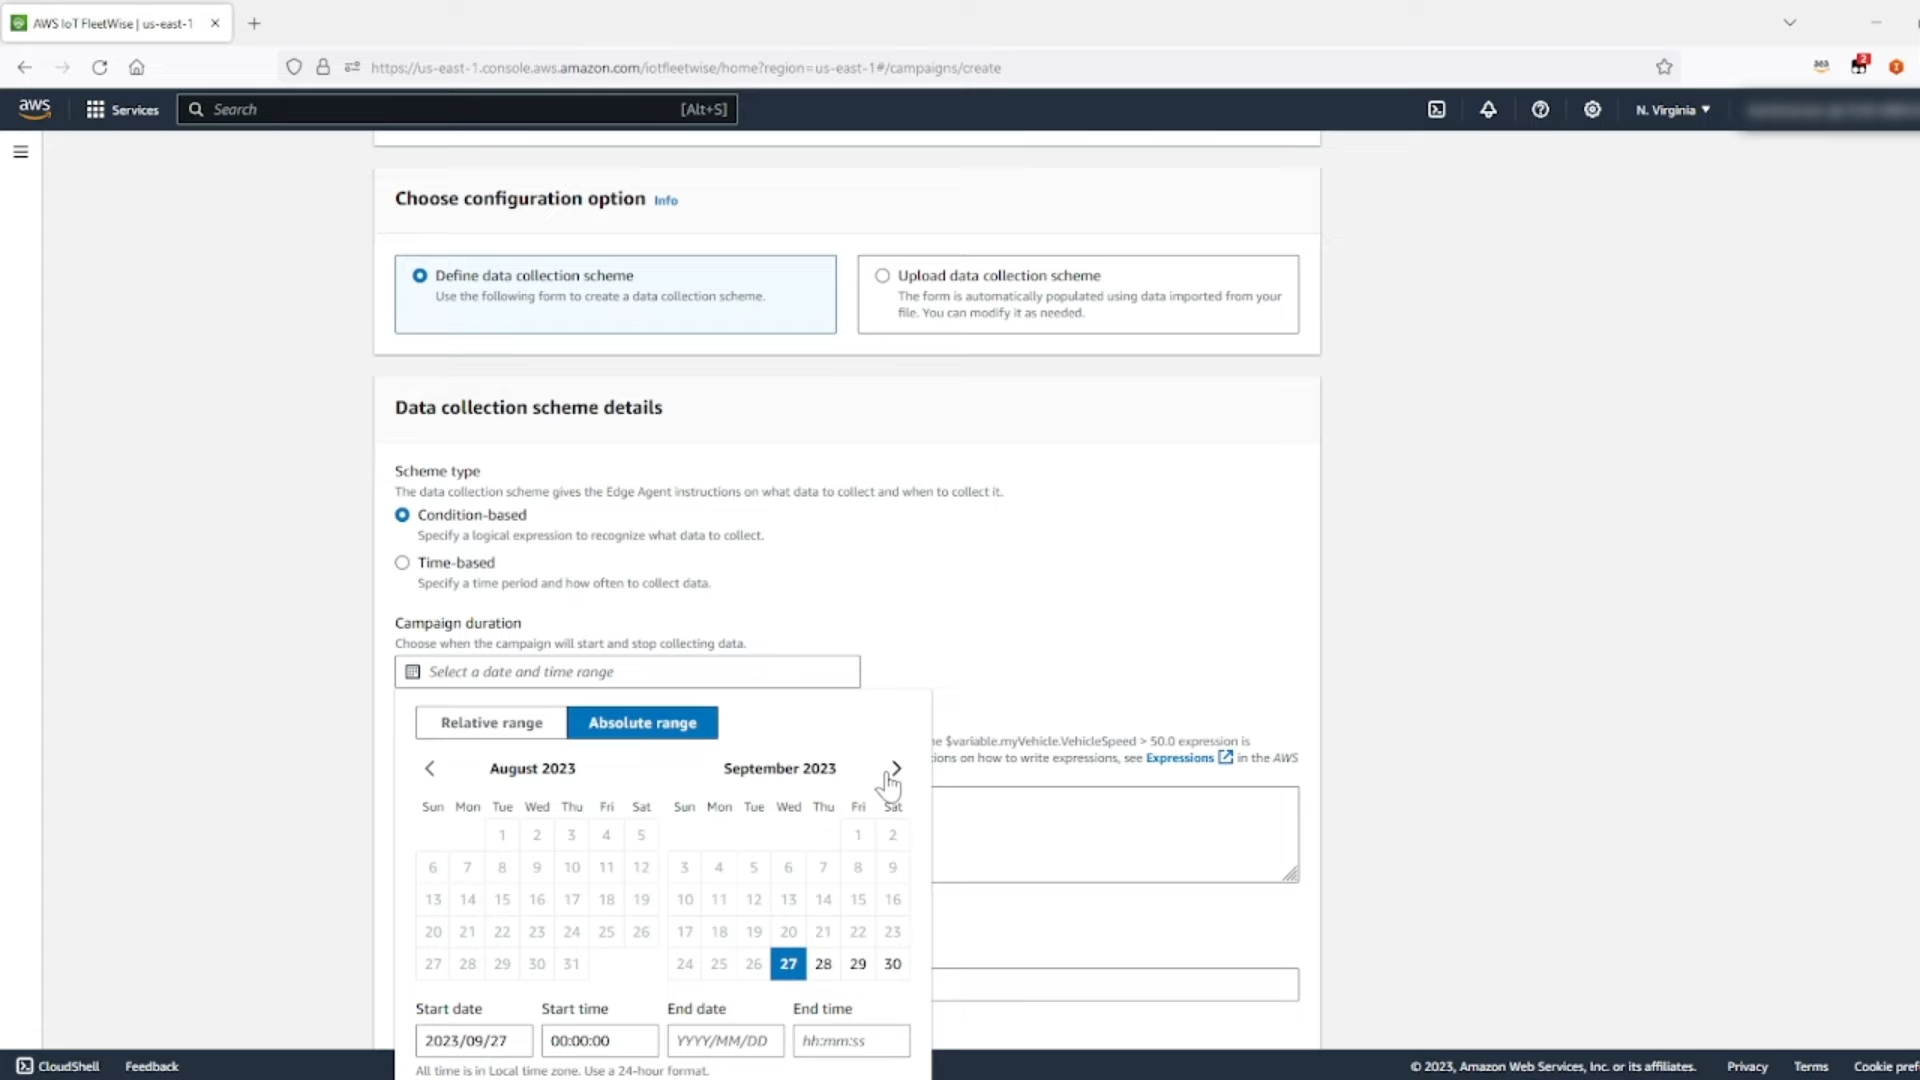 AWS IoT FleetWise | us-east-1
https://us-east-1.console.aws.amazon.com/iotfleetwise/home?region=us-east-1#/campaigns/create
2
aws Services Search [Alt+S] N. Virginia
Choose configuration option Info
Define data collection scheme
Use the following form to create a data collection scheme.
Upload data collection scheme
The form is automatically populated using data imported from your
file. You can modify it as needed.
Data collection scheme details
Scheme type
The data collection scheme gives the Edge Agent instructions on what data to collect and when to collect it.
Condition-based
Specify a logical expression to recognize what data to collect.
Time-based
Specify a time period and how often to collect data.
Campaign duration
Choose when the campaign will start and stop collecting data.
Select a date and time range
Relative range Absolute range
$variable.myVehicle.VehicleSpeed > 50.0 expression is
on how to write expressions, see Expressions in the AWS
August 2023 September 2023
Sun Mon Tue Wed Thu Fri Sat Sun Mon Tue Wed Thu Fri Sat
1 2 3 4 5 1 2
6 7 8 9 10 11 12 3 4 5 6 7 8 9
13 14 15 16 17 18 19 10 11 12 13 14 15 16
20 21 22 23 24 25 26 17 18 19 20 21 22 23
27 28 29 30 31 24 25 26 27 28 29 30
Start date Start time End date End time
2023/09/27 00:00:00 YYYY/MM/DD hh:mm:ss
All time is in Local time zone. Use a 24-hour format.
CloudShell Feedback © 2023, Amazon Web Services, Inc. or its affiliates. Privacy Terms Cookie pref